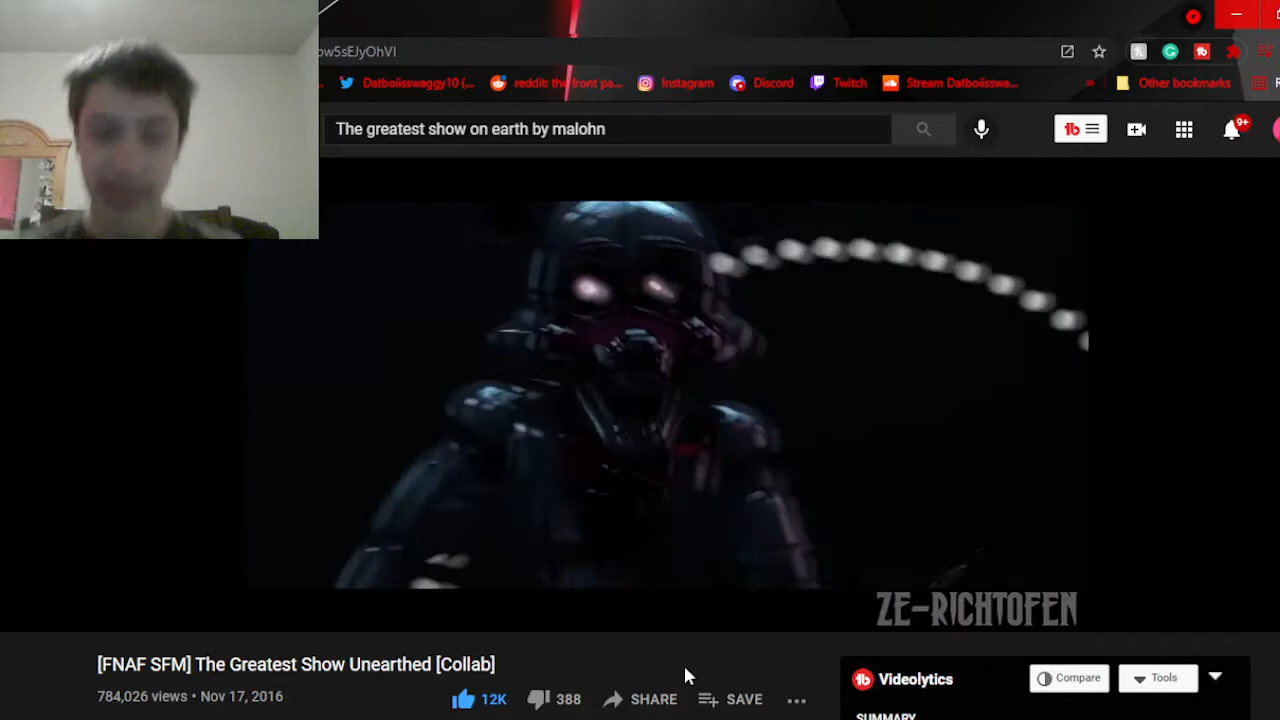 ow5sEJyOhVI
Datboiisswaggy10 (... reddit: the front pa... Instagram Discord Twitch Stream Datboiisswa... » Other bookmarks R
The greatest show on earth by malohn
9+
ZE-RICHTOFEN
[FNAF SFM] The Greatest Show Unearthed [Collab]
784,026 views • Nov 17, 2016
12K 388 SHARE SAVE
Videolytics Compare Tools
SUMMARY